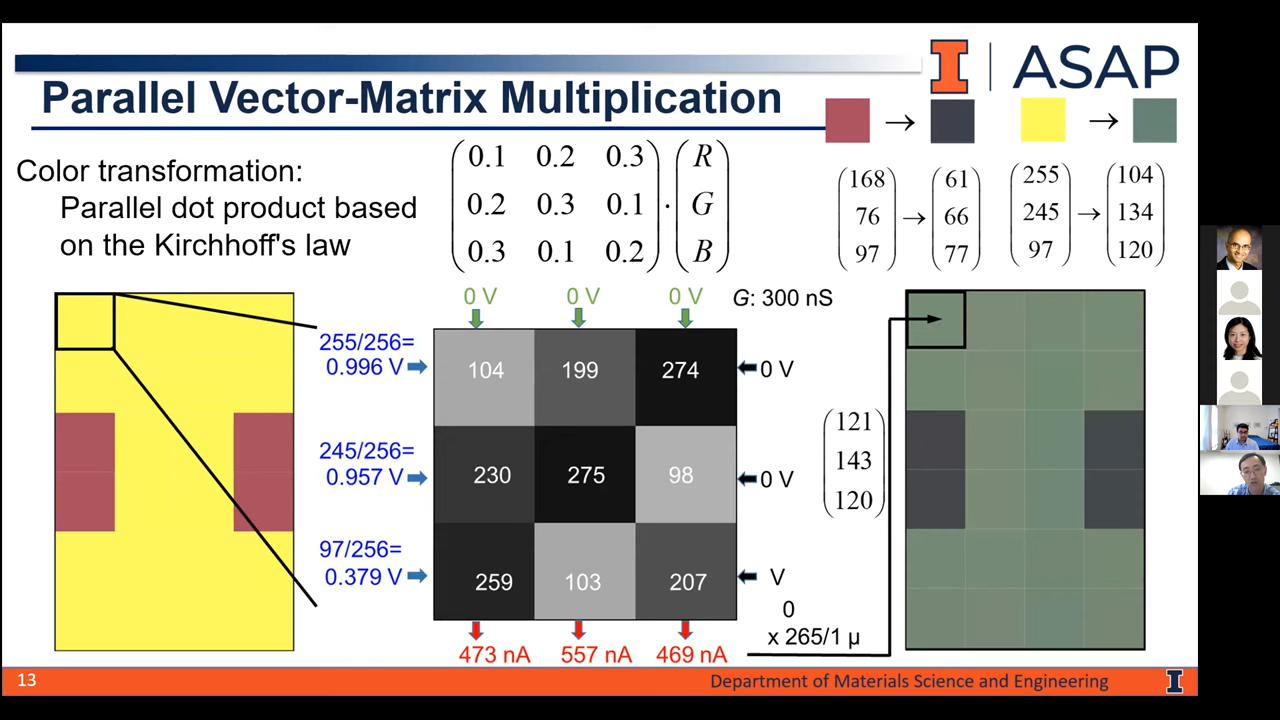 ASAP
Parallel Vector-Matrix Multiplication
→ →
Color transformation:
Parallel dot product based
on the Kirchhoff's law
0.1 0.2 0.3
0.2 0.3 0.1
0.3 0.1 0.2
·
R
G
B
168
76
97
→
61
66
77
255
245
97
→
104
134
120
0 V 0 V 0 V G: 300 nS
255/256=
0.996 V
104 199 274
0 V
245/256=
0.957 V
230 275 98
0 V
97/256=
0.379 V
259 103 207
V
0
x 265/1 µ
473 nA 557 nA 469 nA
121
143
120
13
Department of Materials Science and Engineering